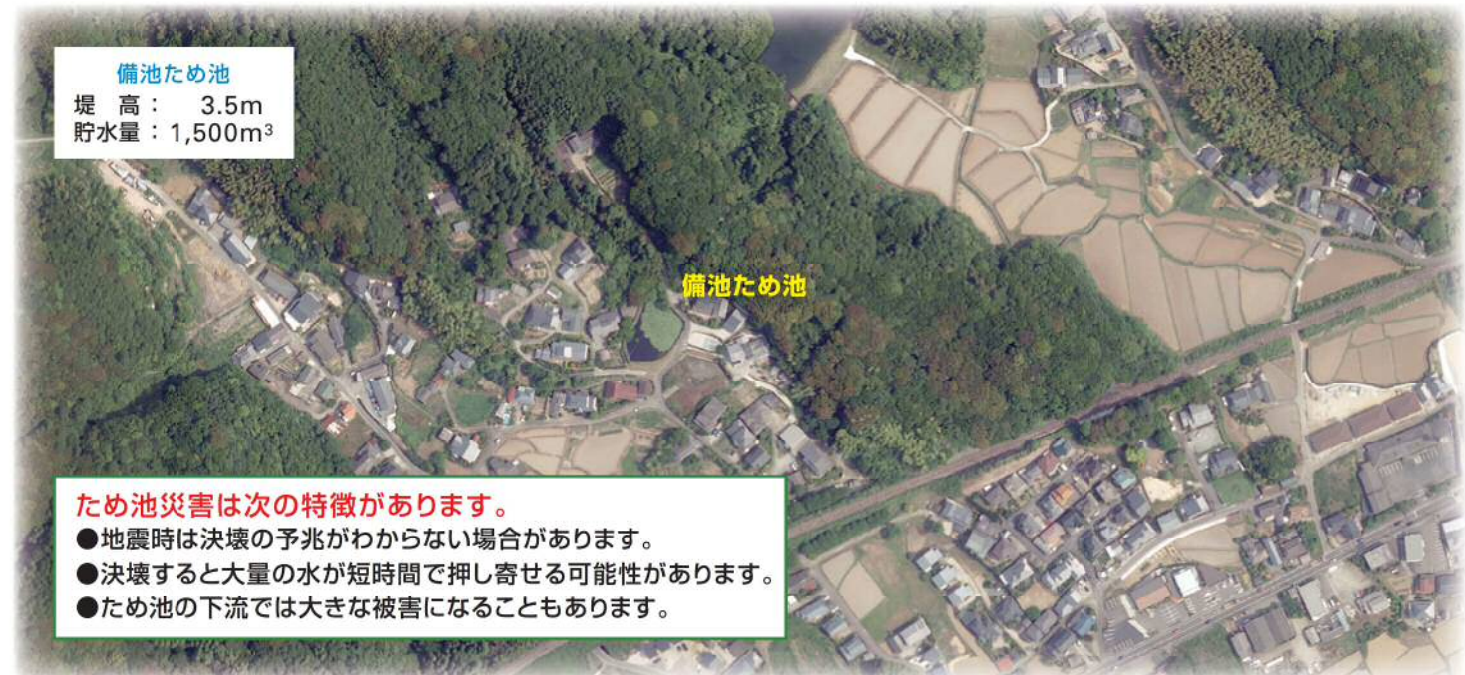 備池ため池
堤 高： 3.5m
貯水量：1,500m³
備池ため池
ため池災害は次の特徴があります。
●地震時は決壊の予兆がわからない場合があります。
●決壊すると大量の水が短時間で押し寄せる可能性があります。
●ため池の下流では大きな被害になることもあります。